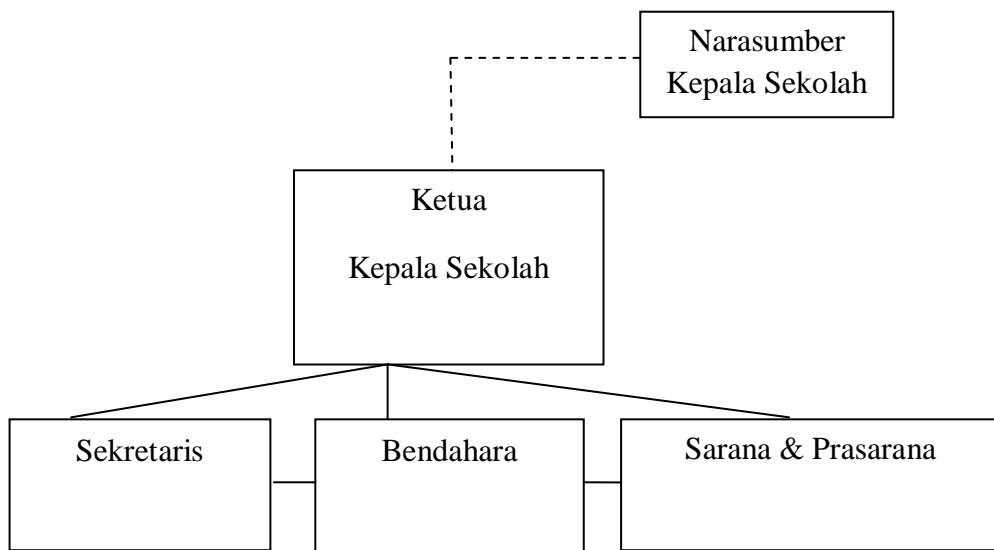 Narasumber
Kepala Sekolah
Ketua
Kepala Sekolah
Sekretaris
Bendahara
Sarana & Prasarana